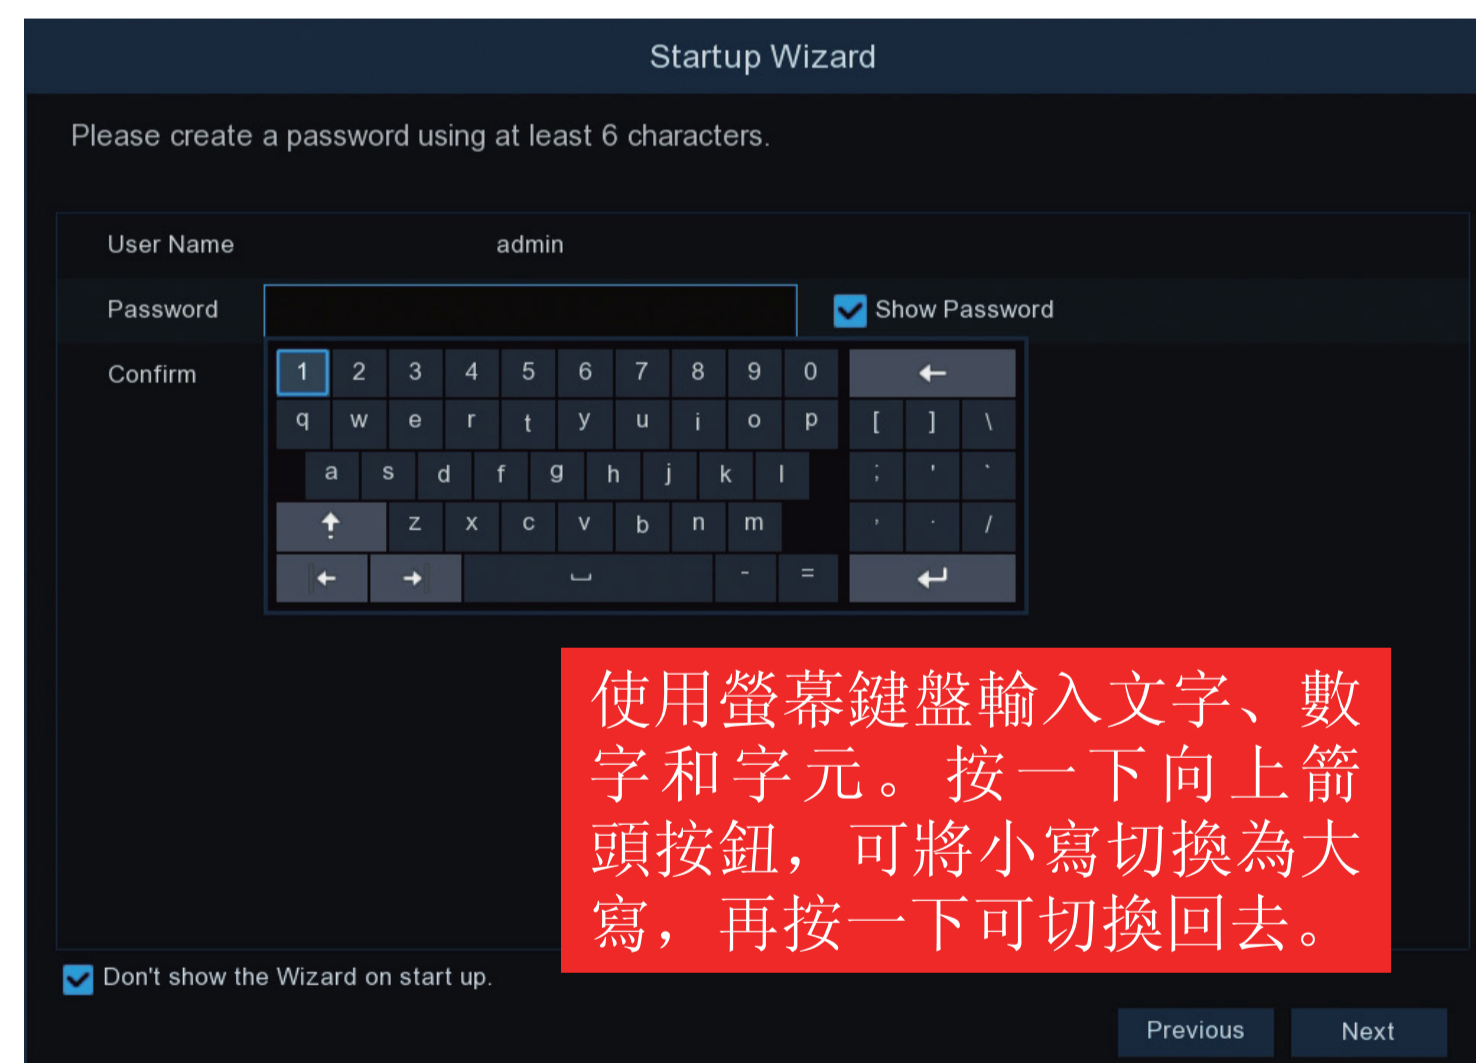 Startup Wizard
Please create a password using at least 6 characters.
User Name admin
Password Show Password
Confirm
1 2 3 4 5 6 7 8 9 0 ←
q w e r t y u i o p [ ] \
a s d f g h j k l ; ' `
z x c v b n m , . /
- =
使用螢幕鍵盤輸入文字、數
字和字元。按一下向上箭
頭按鈕，可將小寫切換為大
寫，再按一下可切換回去。
Don't show the Wizard on start up.
Previous Next